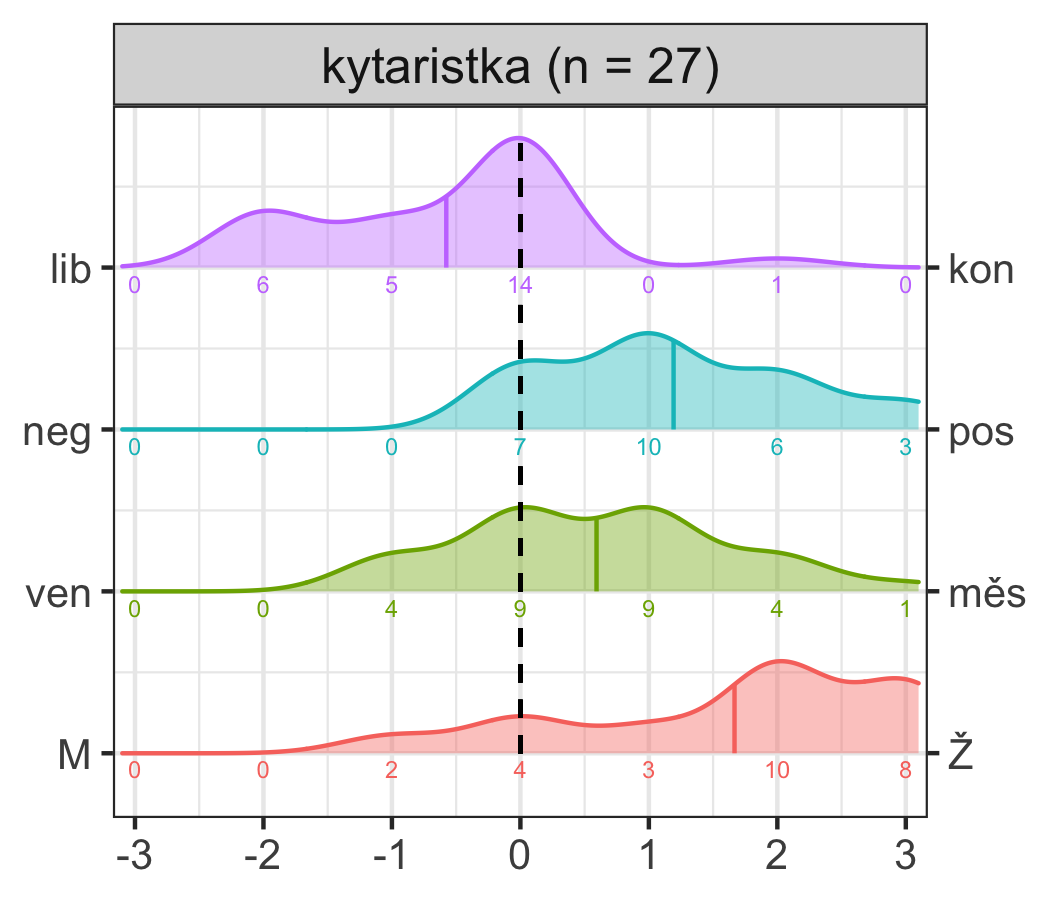 kytaristka (n = 27)
lib kon
0 6 5 14 0 1 0
neg pos
0 0 0 7 10 6 3
ven měs
0 0 4 9 9 4 1
M Ž
0 0 2 4 3 10 8
-3 -2 -1 0 1 2 3